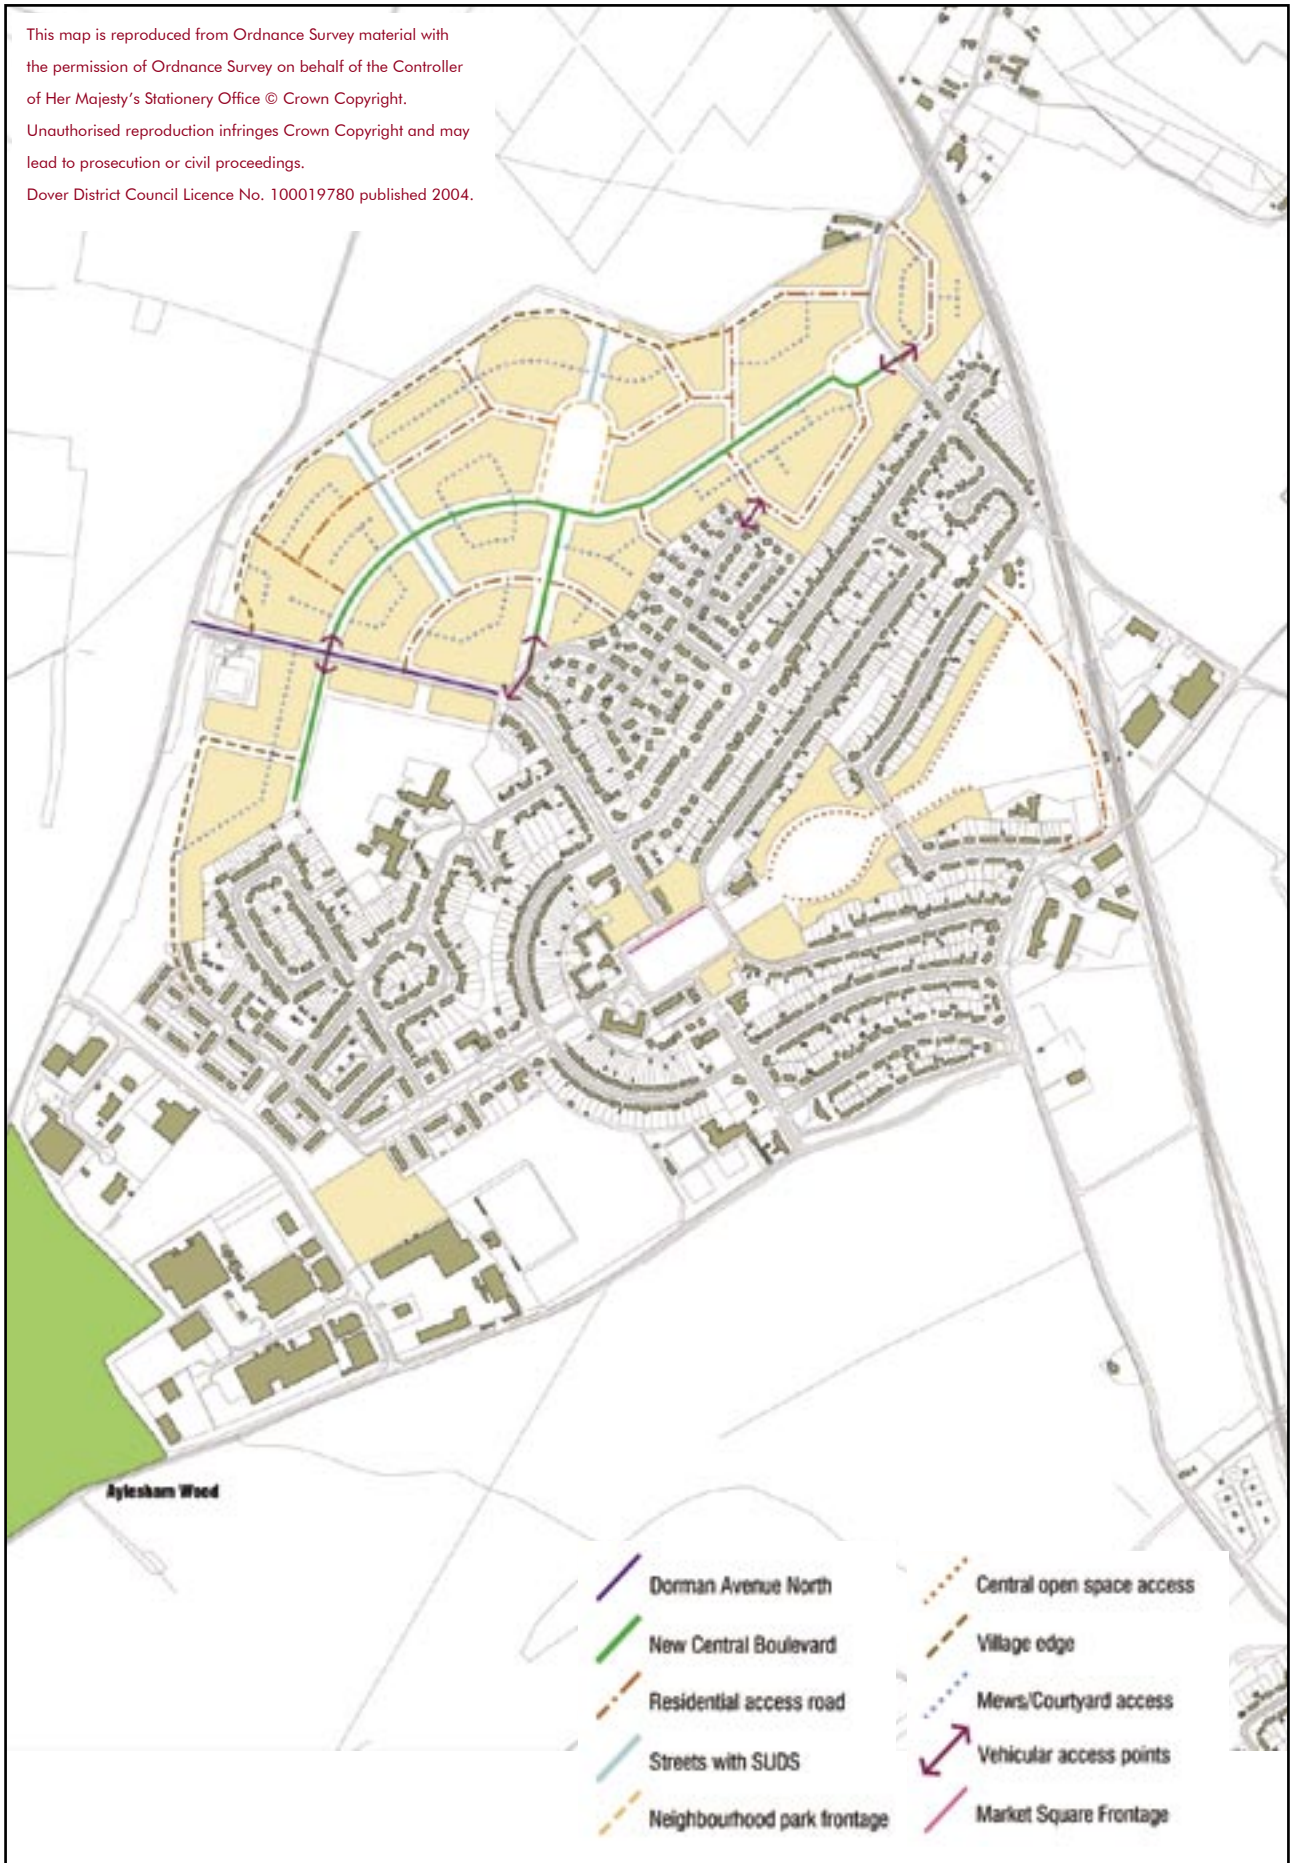 This map is reproduced from Ordnance Survey material with
the permission of Ordnance Survey on behalf of the Controller
of Her Majesty's Stationery Office © Crown Copyright.
Unauthorised reproduction infringes Crown Copyright and may
lead to prosecution or civil proceedings.
Dover District Council Licence No. 100019780 published 2004.
Aylesham Wood
Dorman Avenue North
New Central Boulevard
Residential access road
Streets with SUDS
Neighbourhood park frontage
Central open space access
Village edge
Mews/Courtyard access
Vehicular access points
Market Square Frontage